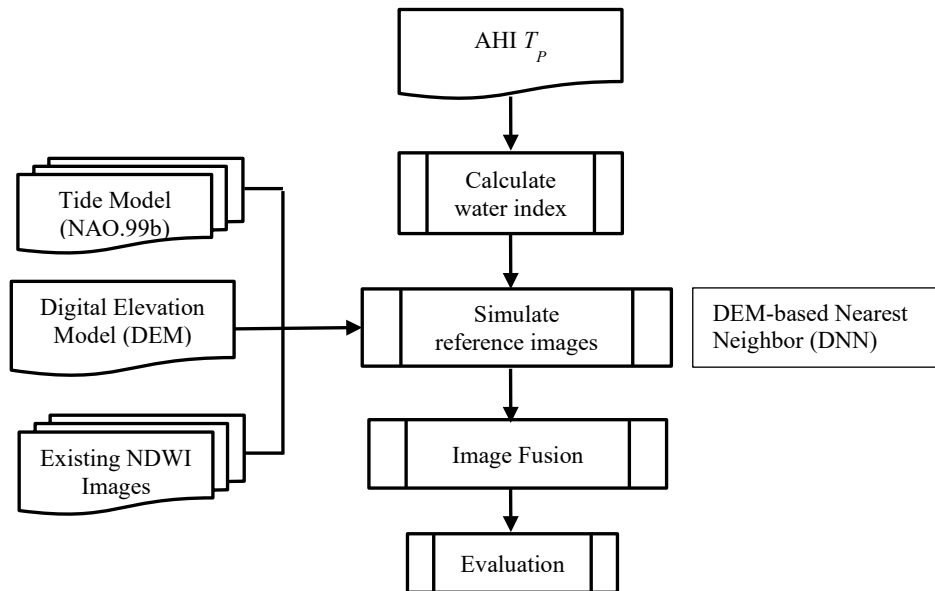 AHI T_P
Calculate
water index
Tide Model
(NAO.99b)
Digital Elevation
Model (DEM)
Simulate
reference images
DEM-based Nearest
Neighbor (DNN)
Existing NDWI
Images
Image Fusion
Evaluation